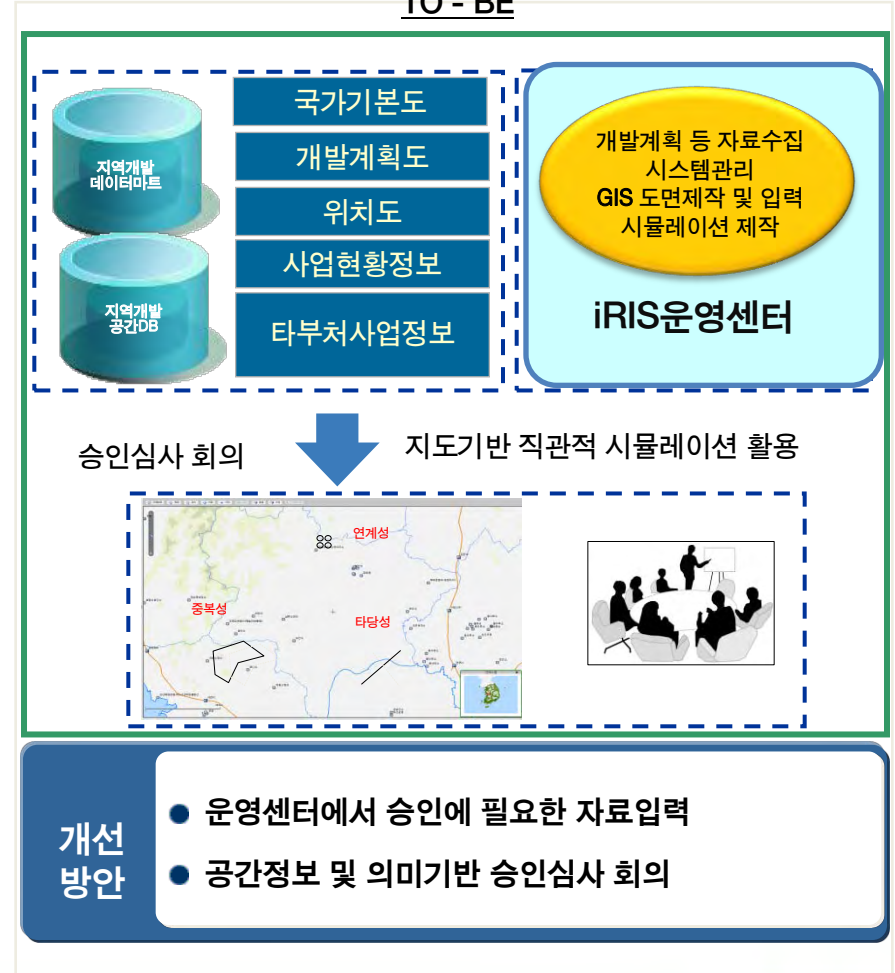 TO - BE
지역개발
데이터마트
지역개발
공간DB
국가기본도
개발계획도
위치도
사업현황정보
타부처사업정보
개발계획 등 자료수집
시스템관리
GIS 도면제작 및 입력
시뮬레이션 제작
iRIS운영센터
승인심사 회의
지도기반 직관적 시뮬레이션 활용
연계성
중복성
타당성
개선
방안
운영센터에서 승인에 필요한 자료입력
공간정보 및 의미기반 승인심사 회의